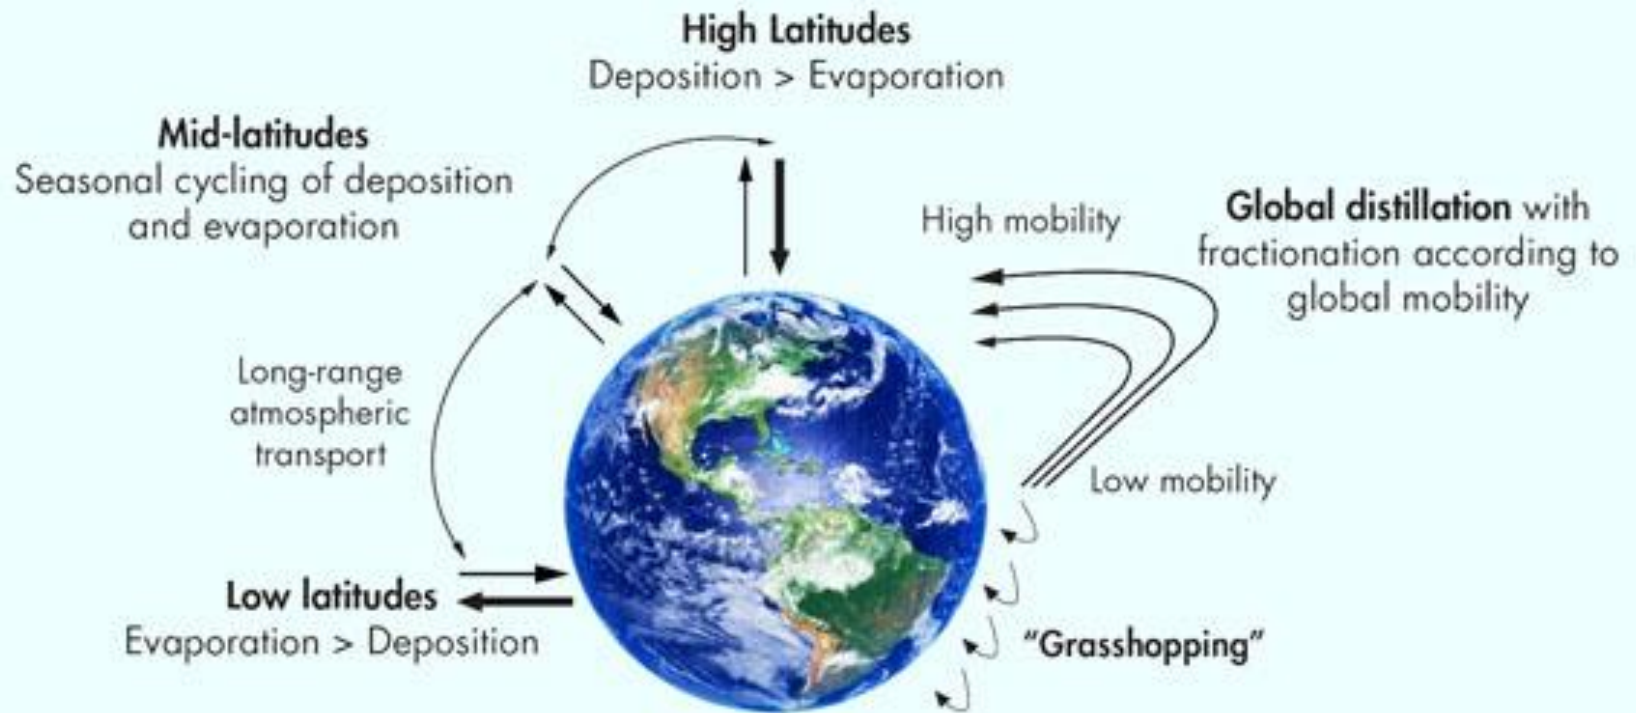 High Latitudes
Deposition > Evaporation
Mid-latitudes
Seasonal cycling of deposition
and evaporation
High mobility
Global distillation with
fractionation according to
global mobility
Long-range
atmospheric
transport
Low mobility
Low latitudes
Evaporation > Deposition
"Grasshopping"